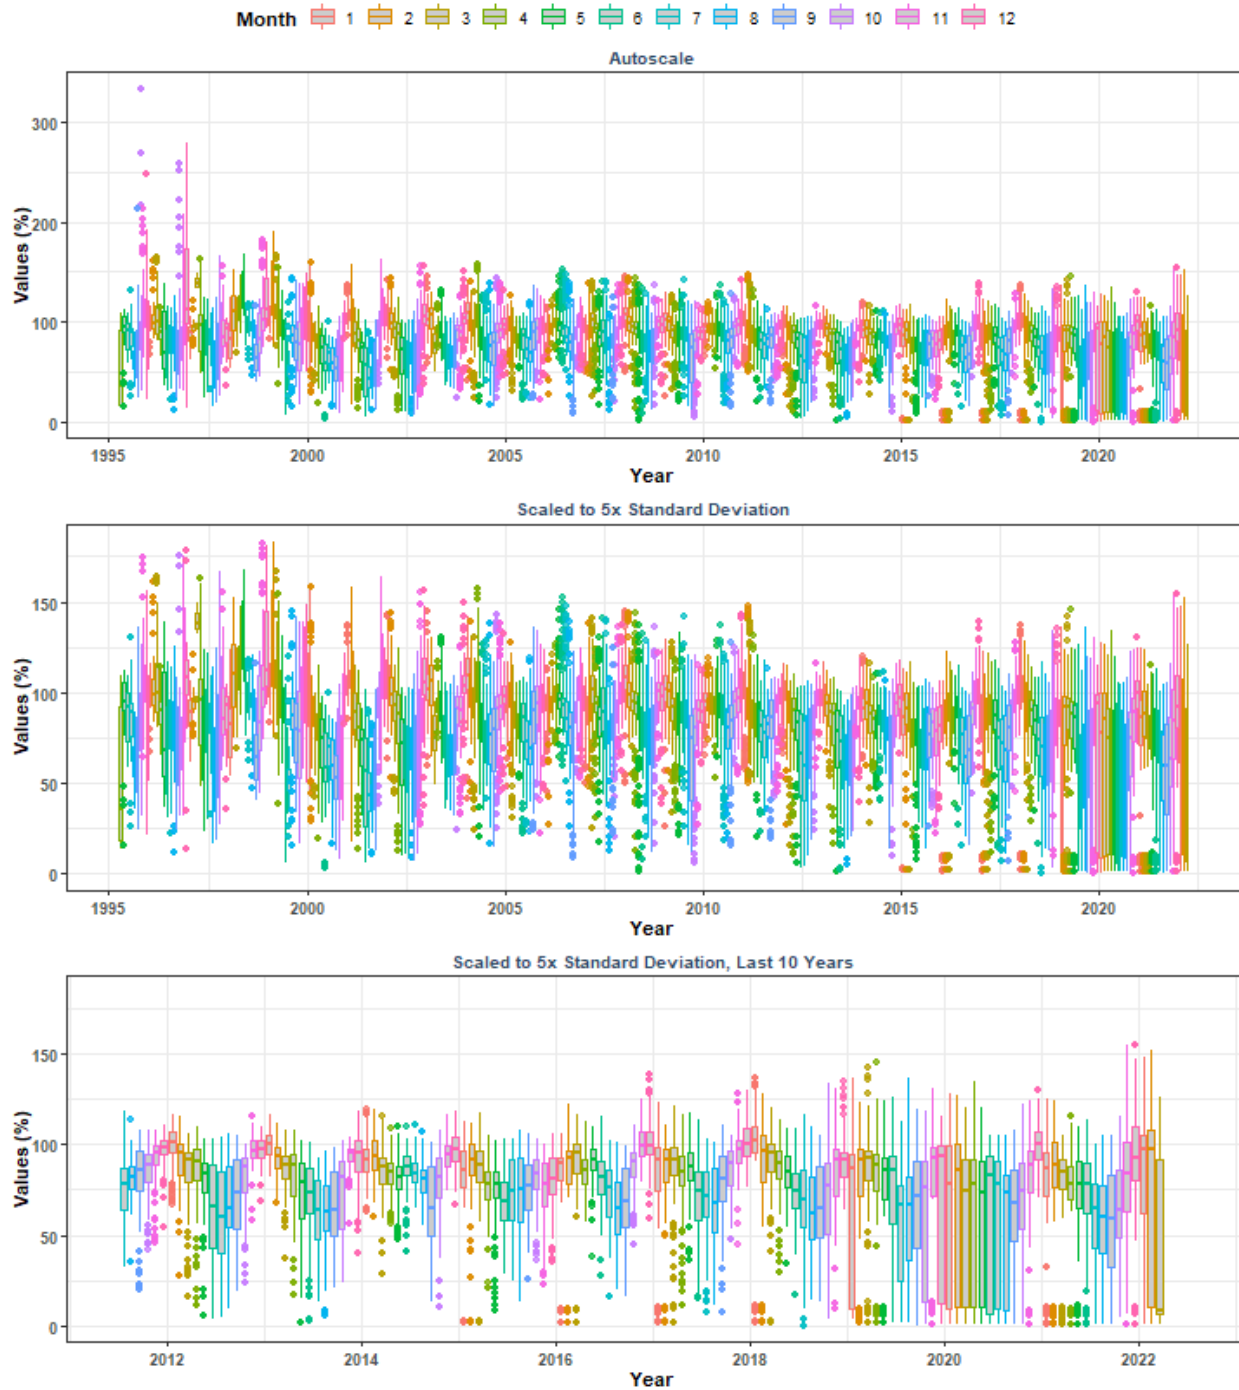 Month 1 2 3 4 5 6 7 8 9 10 11 12
Autoscale
Values (%)
300
200
100
0
1995 2000 2005 2010 2015 2020
Year
Scaled to 5x Standard Deviation
Values (%)
150
100
50
0
1995 2000 2005 2010 2015 2020
Year
Scaled to 5x Standard Deviation, Last 10 Years
Values (%)
150
100
50
0
2012 2014 2016 2018 2020 2022
Year